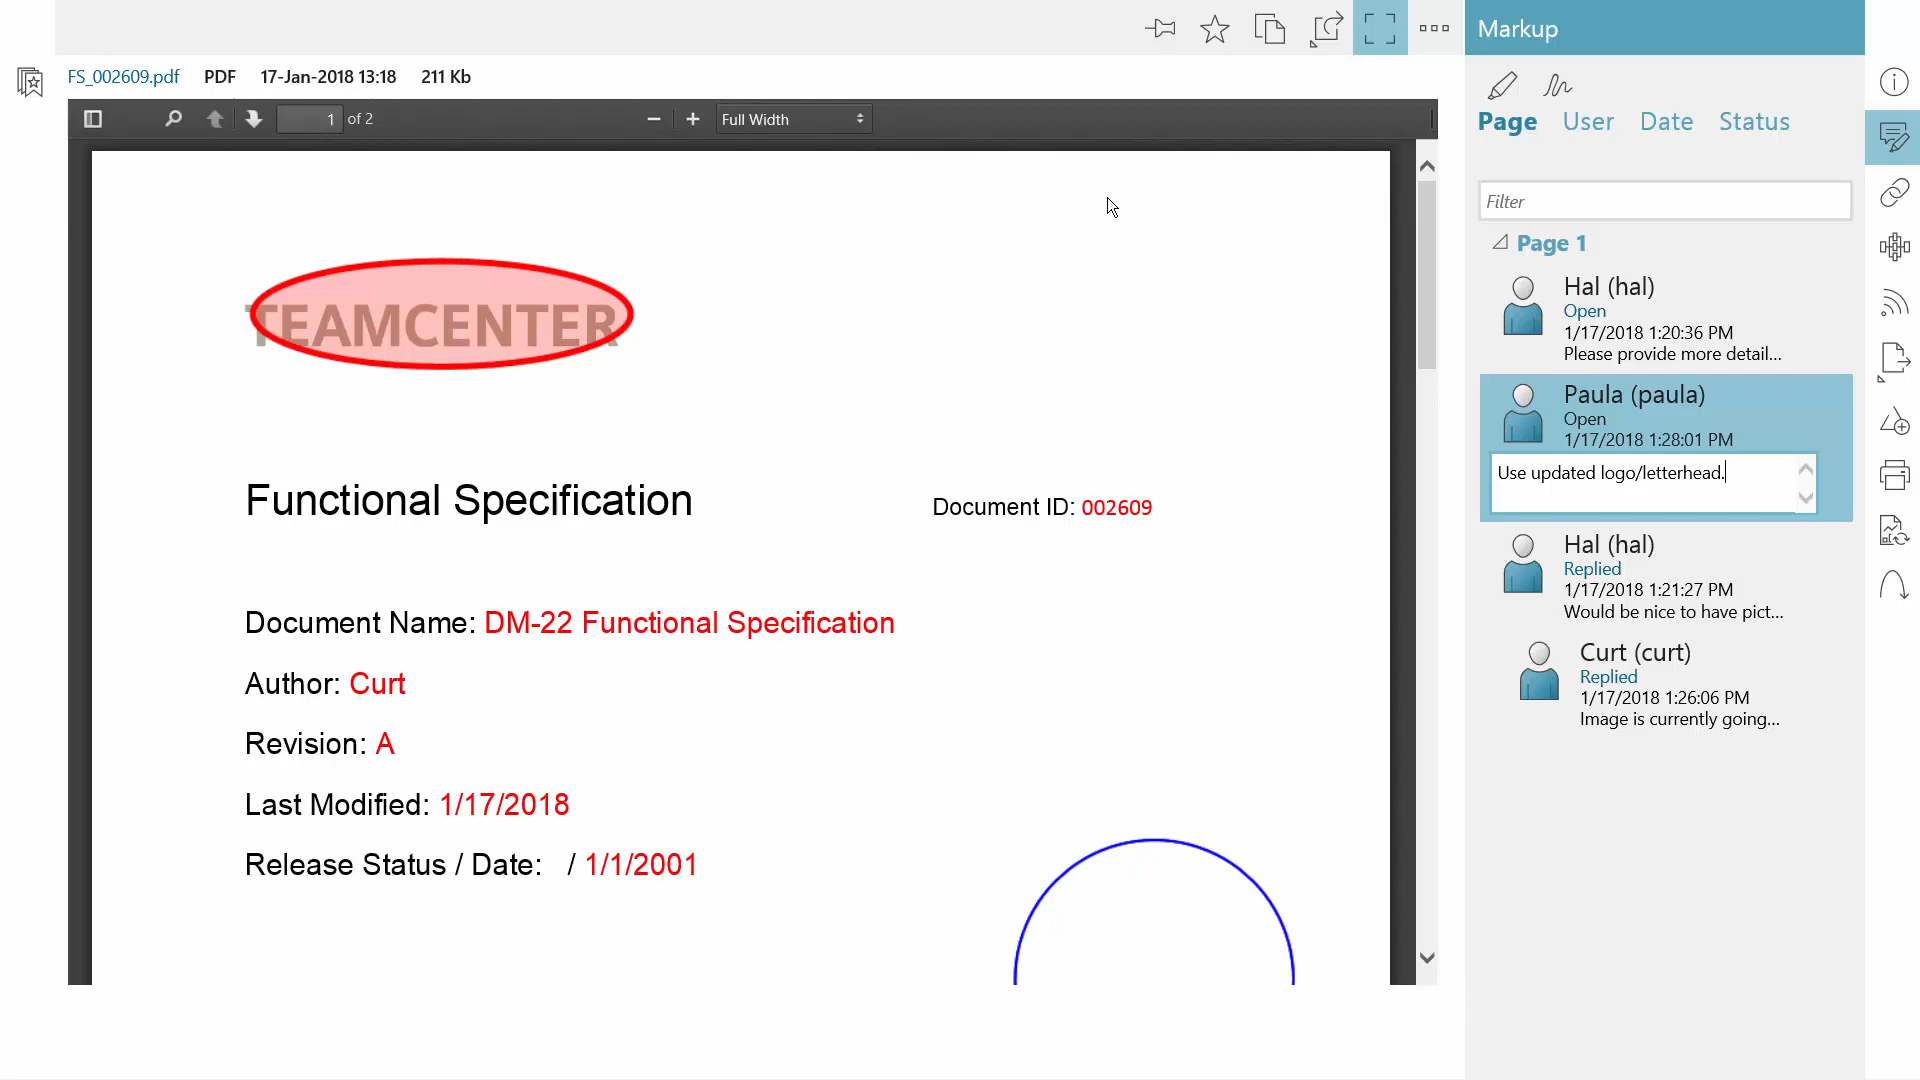 Markup
FS_002609.pdf PDF 17-Jan-2018 13:18 211 Kb
1 of 2
Full Width
TEAMCENTER
Functional Specification
Document ID: 002609
Document Name: DM-22 Functional Specification
Author: Curt
Revision: A
Last Modified: 1/17/2018
Release Status / Date: / 1/1/2001
Page User Date Status
Filter
Page 1
Hal (hal)
Open
1/17/2018 1:20:36 PM
Please provide more detail...
Paula (paula)
Open
1/17/2018 1:28:01 PM
Use updated logo/letterhead.
Hal (hal)
Replied
1/17/2018 1:21:27 PM
Would be nice to have pict...
Curt (curt)
Replied
1/17/2018 1:26:06 PM
Image is currently going...